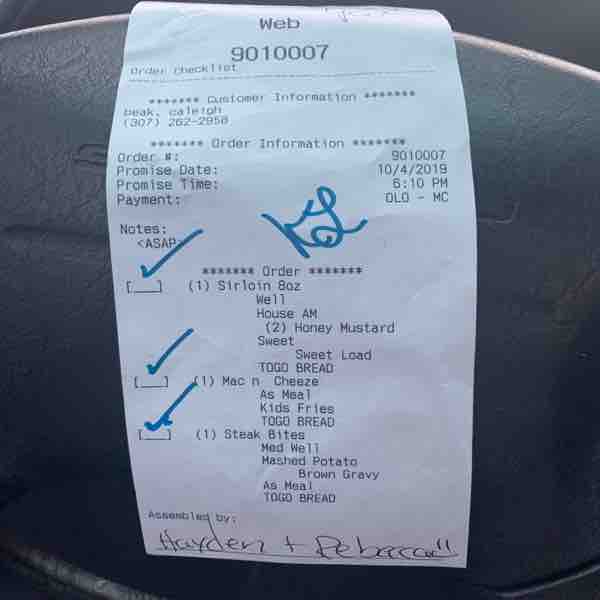 Web
9010007
Order checklist
******* Customer Information *******
beak, caleigh
(307) 262-2958
******* Order Information *******
Order #: 9010007
Promise Date: 10/4/2019
Promise Time: 6:10 PM
Payment: OLO - MC
Notes:
<ASAP>
******* Order *******
[__] (1) Sirloin 8oz
Well
House AM
(2) Honey Mustard
Sweet
Sweet Load
TOGO BREAD
[__] (1) Mac n Cheeze
As Meal
Kids Fries
TOGO BREAD
[__] (1) Steak Bites
Med Well
Mashed Potato
Brown Gravy
As Meal
TOGO BREAD
Assembled by:
Hayden +